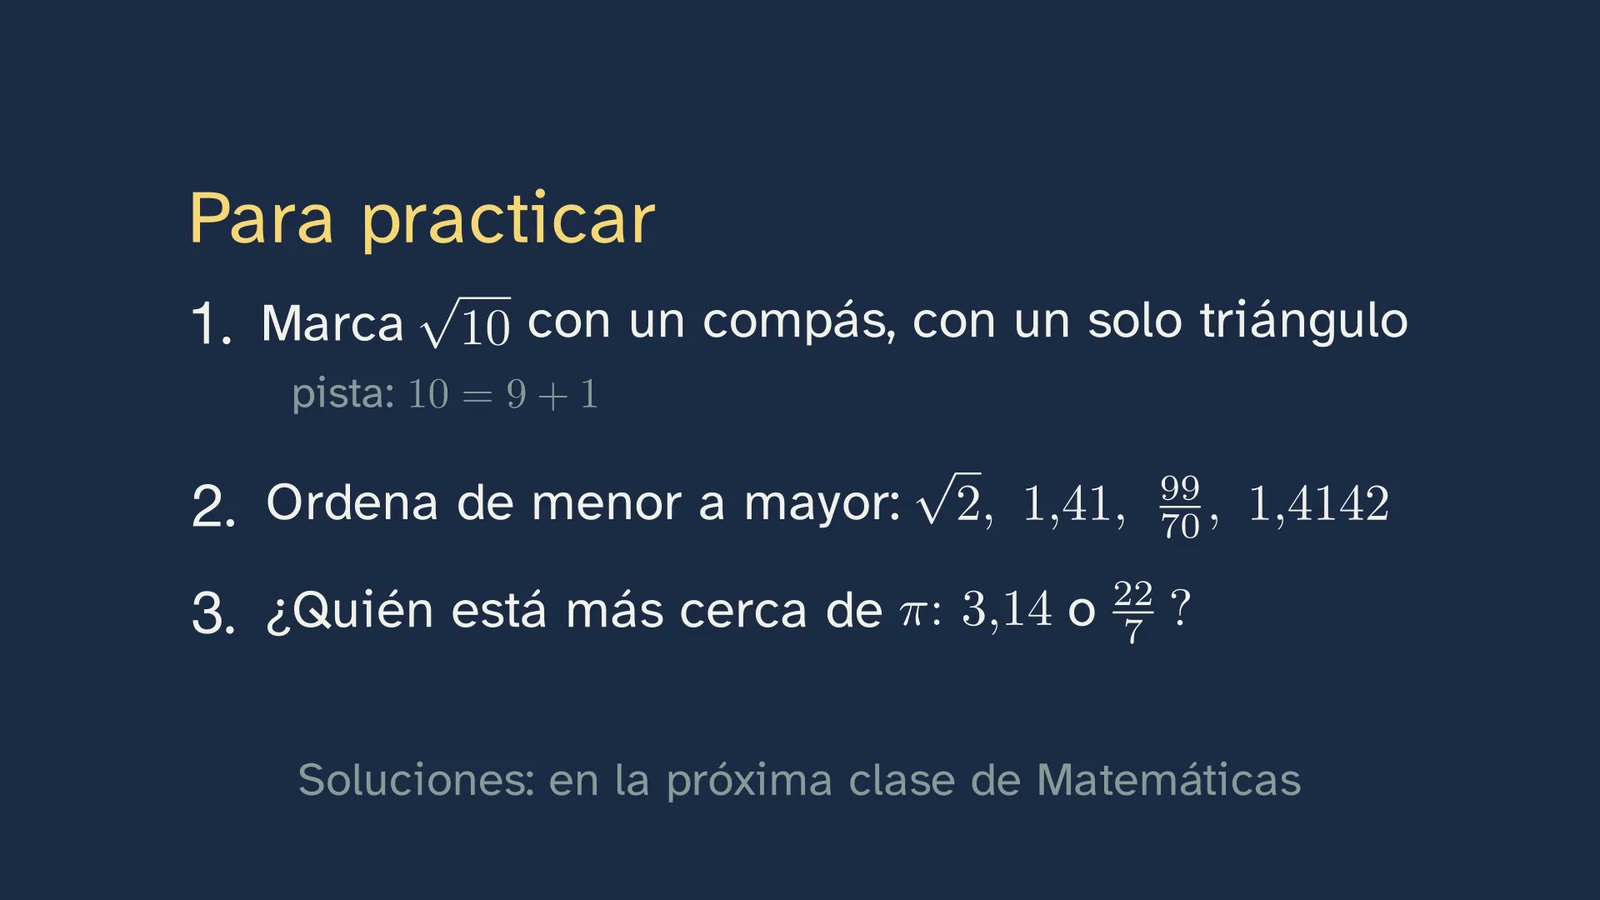 Para practicar
1. Marca √10 con un compás, con un solo triángulo
pista: 10 = 9 + 1
2. Ordena de menor a mayor: √2, 1,41, 99/70, 1,4142
3. ¿Quién está más cerca de π: 3,14 o 22/7 ?
Soluciones: en la próxima clase de Matemáticas